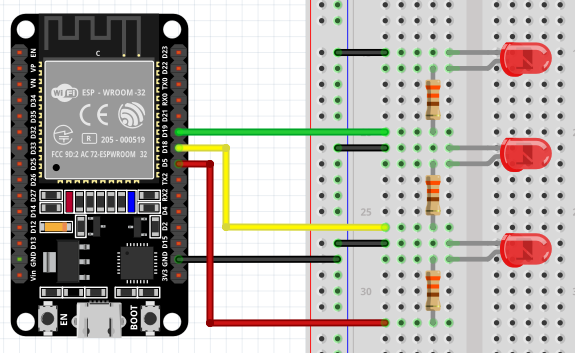 EN
VP
VN
D34
D35
D32
D33
D25
D26
D27
D14
D12
D13
GND
Vin
C
Wi Fi ESP - WROOM -32
CE FC
R 205 - 000519
FCC 9D:2 AC 72-ESPWROOM 32
D23
D22
TX0
RX0
D21
D19
D18
D5
TX2
RX2
D4
D2
D15
GND
3V3
EN
BOOT
25
30